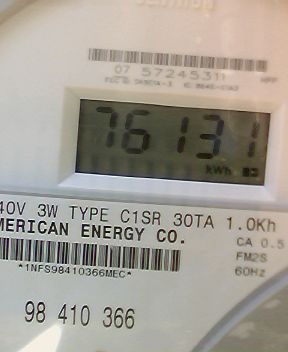 07 57245311
76131
kWh
40V 3W TYPE C1SR 30TA 1.0Kh
MERICAN ENERGY CO.
CA 0.5
FM2S
60Hz
*1NFS98410366MEC*
98 410 366